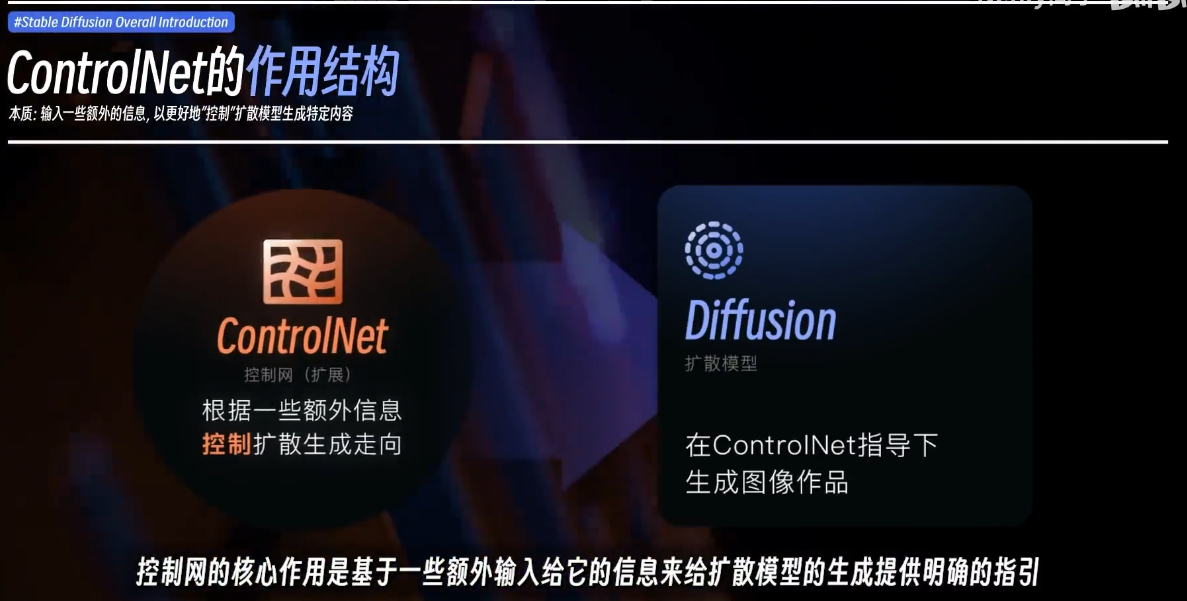 #Stable Diffusion Overall Introduction
ControlNet的作用结构
本质: 输入一些额外的信息, 以更好地"控制"扩散模型生成特定内容
ControlNet
控制网（扩展）
根据一些额外信息
控制扩散生成走向
Diffusion
扩散模型
在ControlNet指导下
生成图像作品
控制网的核心作用是基于一些额外输入给它的信息来给扩散模型的生成提供明确的指引